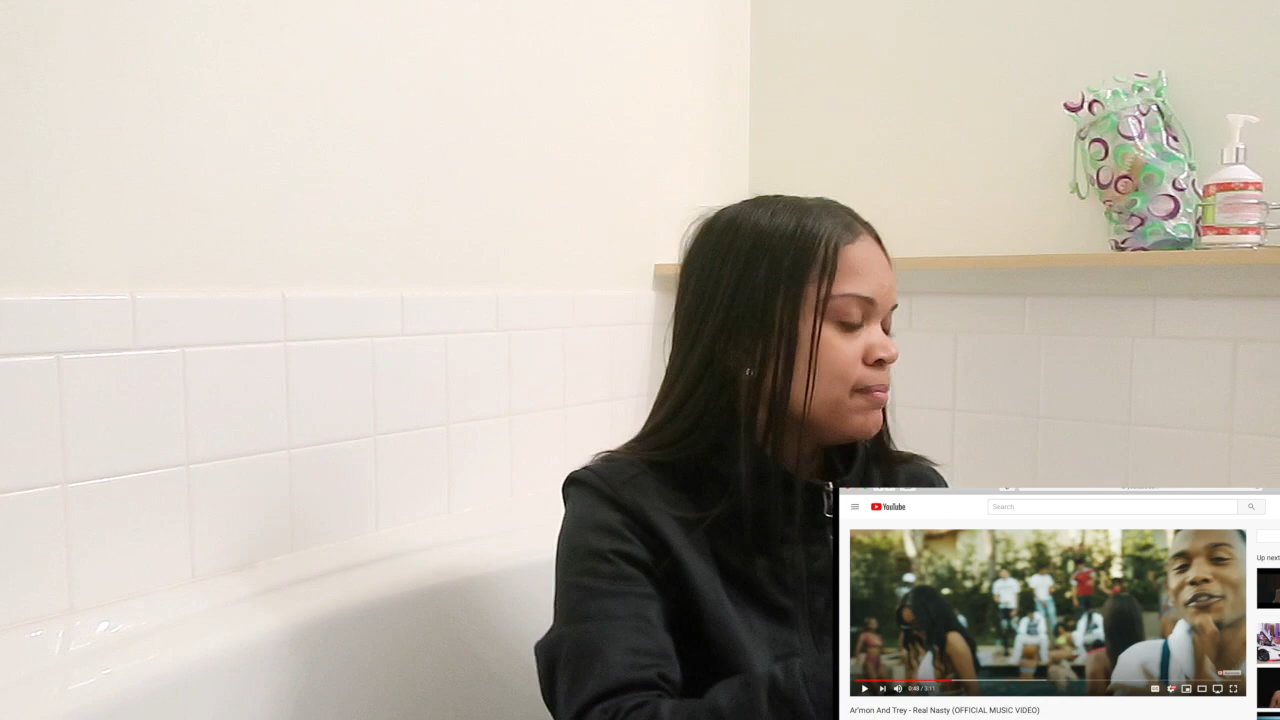 YouTube
Search
Up next
0:48 / 3:11
Ar'mon And Trey - Real Nasty (OFFICIAL MUSIC VIDEO)